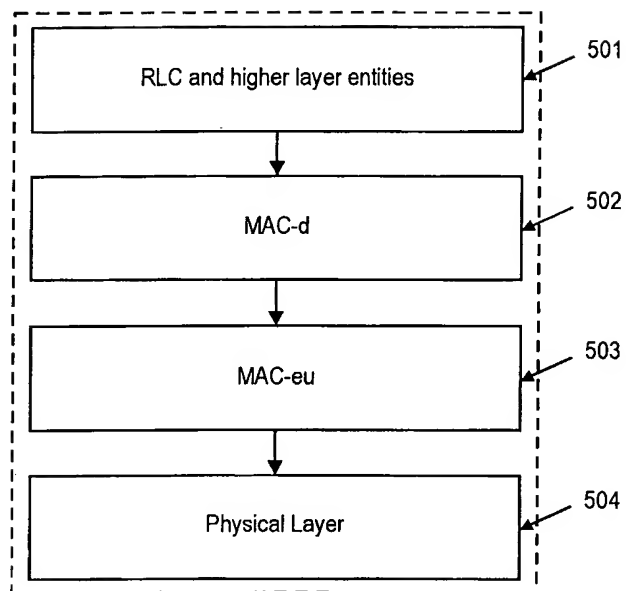 RLC and higher layer entities
501
MAC-d
502
MAC-eu
503
Physical Layer
504